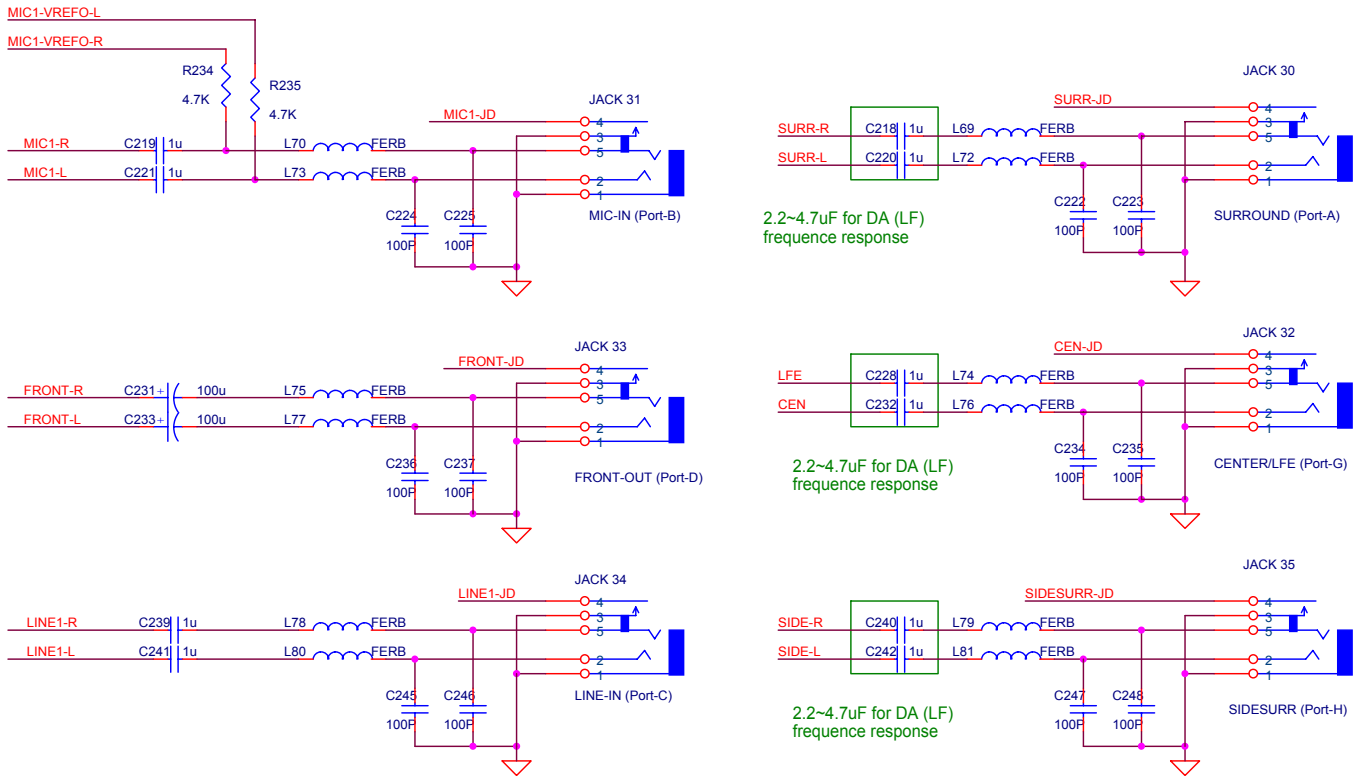 MIC1-VREFO-L
MIC1-VREFO-R
R234
4.7K
R235
4.7K
JACK 31
MIC1-JD
MIC1-R
C219
1u
L70
FERB
MIC1-L
C221
1u
L73
FERB
4
3
5
2
1
C224
100P
C225
100P
MIC-IN (Port-B)
JACK 30
SURR-JD
SURR-R
C218
1u
L69
FERB
SURR-L
C220
1u
L72
FERB
4
3
5
2
1
C222
100P
C223
100P
SURROUND (Port-A)
2.2~4.7uF for DA (LF)
frequence response
JACK 33
FRONT-JD
FRONT-R
C231
+
100u
L75
FERB
FRONT-L
C233
+
100u
L77
FERB
4
3
5
2
1
C236
100P
C237
100P
FRONT-OUT (Port-D)
JACK 32
CEN-JD
LFE
C228
1u
L74
FERB
CEN
C232
1u
L76
FERB
4
3
5
2
1
C234
100P
C235
100P
CENTER/LFE (Port-G)
2.2~4.7uF for DA (LF)
frequence response
JACK 34
LINE1-JD
LINE1-R
C239
1u
L78
FERB
LINE1-L
C241
1u
L80
FERB
4
3
5
2
1
C245
100P
C246
100P
LINE-IN (Port-C)
JACK 35
SIDESURR-JD
SIDE-R
C240
1u
L79
FERB
SIDE-L
C242
1u
L81
FERB
4
3
5
2
1
C247
100P
C248
100P
SIDESURR (Port-H)
2.2~4.7uF for DA (LF)
frequence response